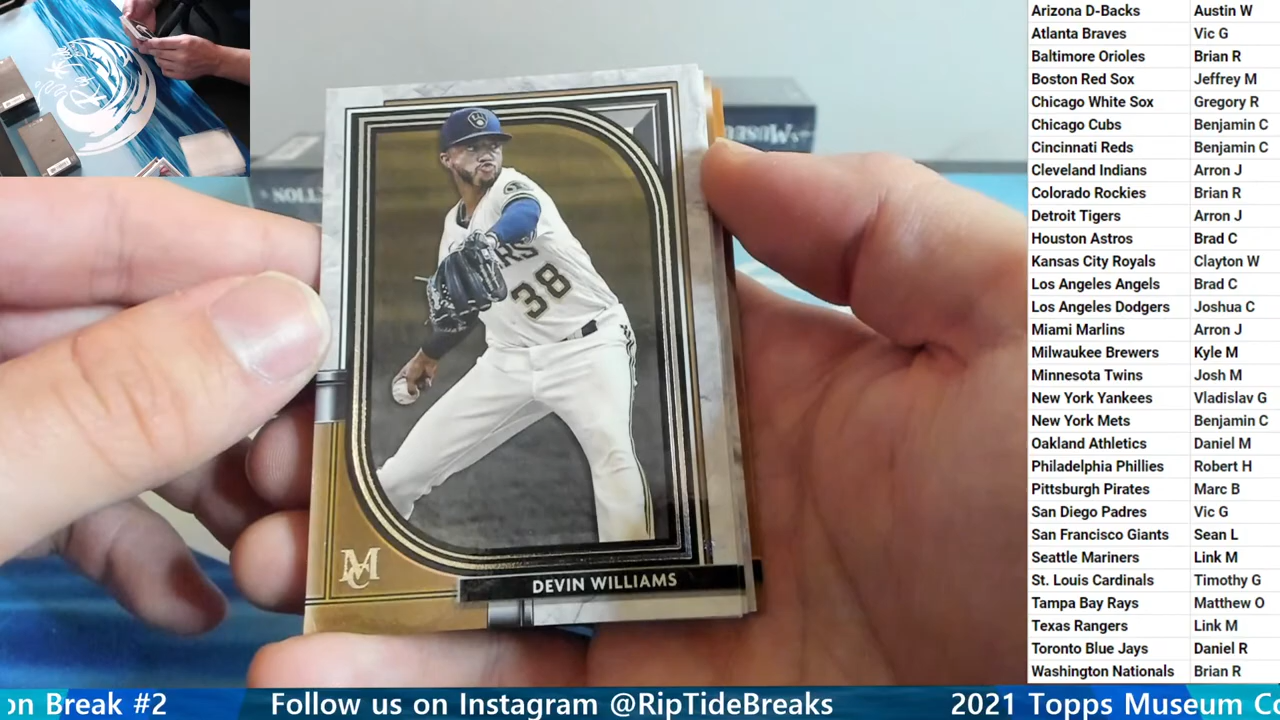 Arizona D-Backs Austin W
Atlanta Braves Vic G
Baltimore Orioles Brian R
Boston Red Sox Jeffrey M
Chicago White Sox Gregory R
Chicago Cubs Benjamin C
Cincinnati Reds Benjamin C
Cleveland Indians Arron J
Colorado Rockies Brian R
Detroit Tigers Arron J
Houston Astros Brad C
Kansas City Royals Clayton W
Los Angeles Angels Brad C
Los Angeles Dodgers Joshua C
Miami Marlins Arron J
Milwaukee Brewers Kyle M
Minnesota Twins Josh M
New York Yankees Vladislav G
New York Mets Benjamin C
Oakland Athletics Daniel M
Philadelphia Phillies Robert H
Pittsburgh Pirates Marc B
San Diego Padres Vic G
San Francisco Giants Sean L
Seattle Mariners Link M
St. Louis Cardinals Timothy G
Tampa Bay Rays Matthew O
Texas Rangers Link M
Toronto Blue Jays Daniel R
Washington Nationals Brian R
RS
38
MC
DEVIN WILLIAMS
on Break #2 Follow us on Instagram @RipTideBreaks 2021 Topps Museum Co